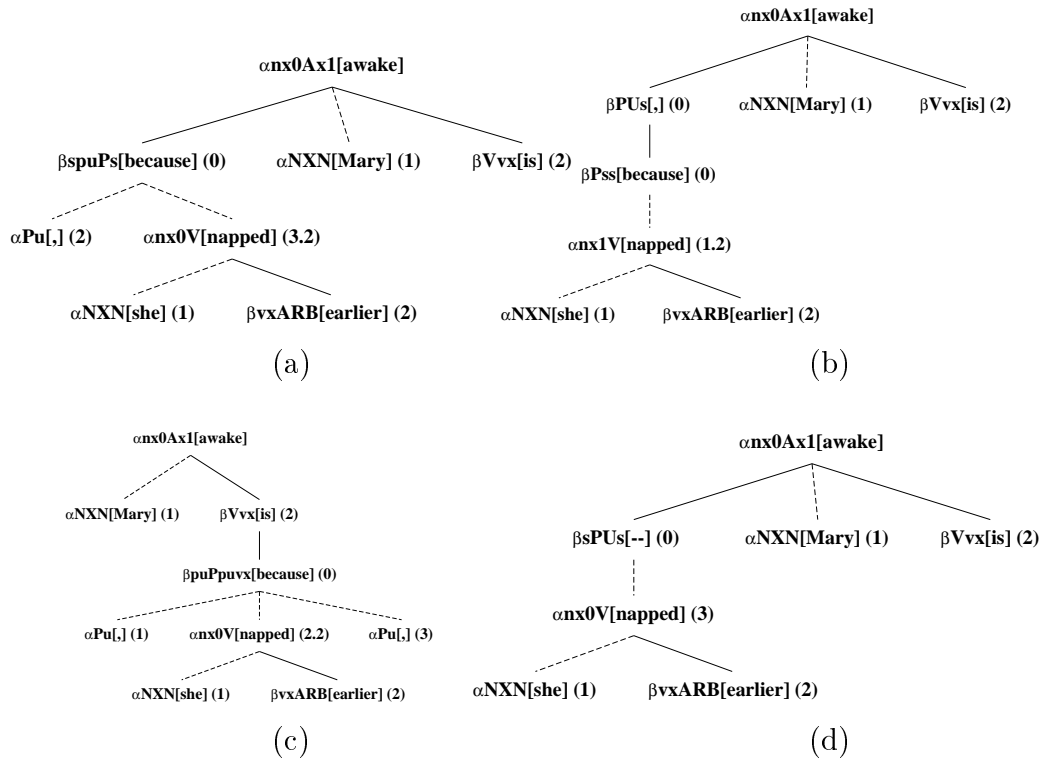 αnx0Ax1[awake]
βspuPs[because] (0) αNXN[Mary] (1) βVvx[is] (2)
αPu[,] (2) αnx0V[napped] (3.2)
αNXN[she] (1) βvxARB[earlier] (2)
(a)
αnx0Ax1[awake]
βPUs[,] (0) αNXN[Mary] (1) βVvx[is] (2)
βPss[because] (0)
αnx1V[napped] (1.2)
αNXN[she] (1) βvxARB[earlier] (2)
(b)
αnx0Ax1[awake]
αNXN[Mary] (1) βVvx[is] (2)
βpuPpuvx[because] (0)
αPu[,] (1) αnx0V[napped] (2.2) αPu[,] (3)
αNXN[she] (1) βvxARB[earlier] (2)
(c)
αnx0Ax1[awake]
βsPUs[--] (0) αNXN[Mary] (1) βVvx[is] (2)
αnx0V[napped] (3)
αNXN[she] (1) βvxARB[earlier] (2)
(d)